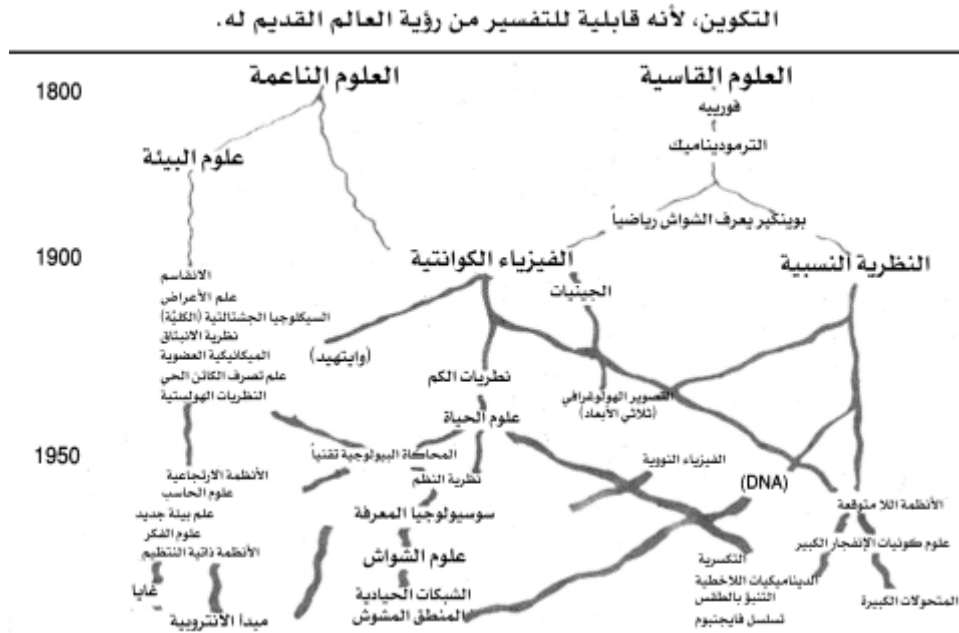 التكوين، لأنه قابلية للتفسير من رؤية العالم القديم له.
العلوم القاسية
العلوم الناعمة
1800
فورييه
الترموديناميك
علوم البيئة
بوينكير يعرف الشواش رياضياً
1900
الفيزياء الكوانتية
النظرية النسبية
الانقاسم
علم الأعراض
السيكلوجيا الجشتالتية (الكليّة)
نظرية الانبثاق
الميكانيكية العضوية
علم تصرف الكائن الحي
النظريات الهولستية
الجينيات
(وايتهيد)
نطريات الكم
التصوير الهولوغرافي
(ثلاثي الأبعاد)
علوم الحياة
1950
المحاكاة البيولوجية تقنياً
الفيزياء النووية
نظرية النظم
(DNA)
الأنظمة الارتجاعية
علوم الحاسب
علم بيئة جديد
علوم الفكر
الأنظمة ذاتية التنظيم
سوسيولوجيا المعرفة
الأنظمة اللا متوقعة
علوم كونيات الإنفجار الكبير
علوم الشواش
التكسرية
الديناميكيات اللاخطية
التنبؤ بالطقس
تسلسل فايجنبوم
غايا
الشبكات الحيادية
المنطق المشوش
المتحولات الكبيرة
مبدأ الأنتروبية